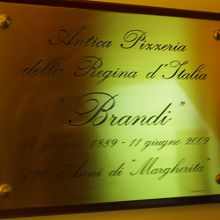 Antica Pizzeria
della Regina d'Italia
"Brandi"
11 giugno 1889 - 11 giugno 2009
120 Anni di "Margherita"